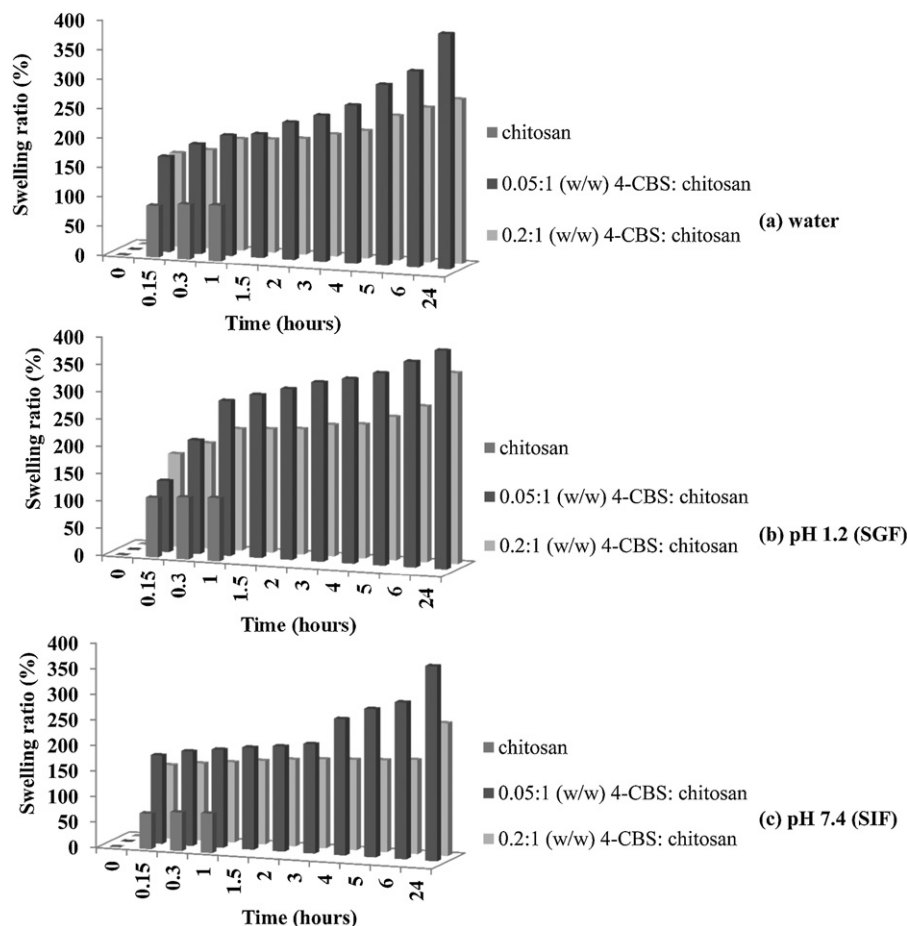 400
350
300
250
200
150
100
50
0
Swelling ratio (%)
0 0.15 0.3 1 1.5 2 3 4 5 6 24
Time (hours)
chitosan
0.05:1 (w/w) 4-CBS: chitosan
0.2:1 (w/w) 4-CBS: chitosan
(a) water
400
350
300
250
200
150
100
50
0
Swelling ratio (%)
0 0.15 0.3 1 1.5 2 3 4 5 6 24
Time (hours)
chitosan
0.05:1 (w/w) 4-CBS: chitosan
0.2:1 (w/w) 4-CBS: chitosan
(b) pH 1.2 (SGF)
400
350
300
250
200
150
100
50
0
Swelling ratio (%)
0 0.15 0.3 1 1.5 2 3 4 5 6 24
Time (hours)
chitosan
0.05:1 (w/w) 4-CBS: chitosan
0.2:1 (w/w) 4-CBS: chitosan
(c) pH 7.4 (SIF)